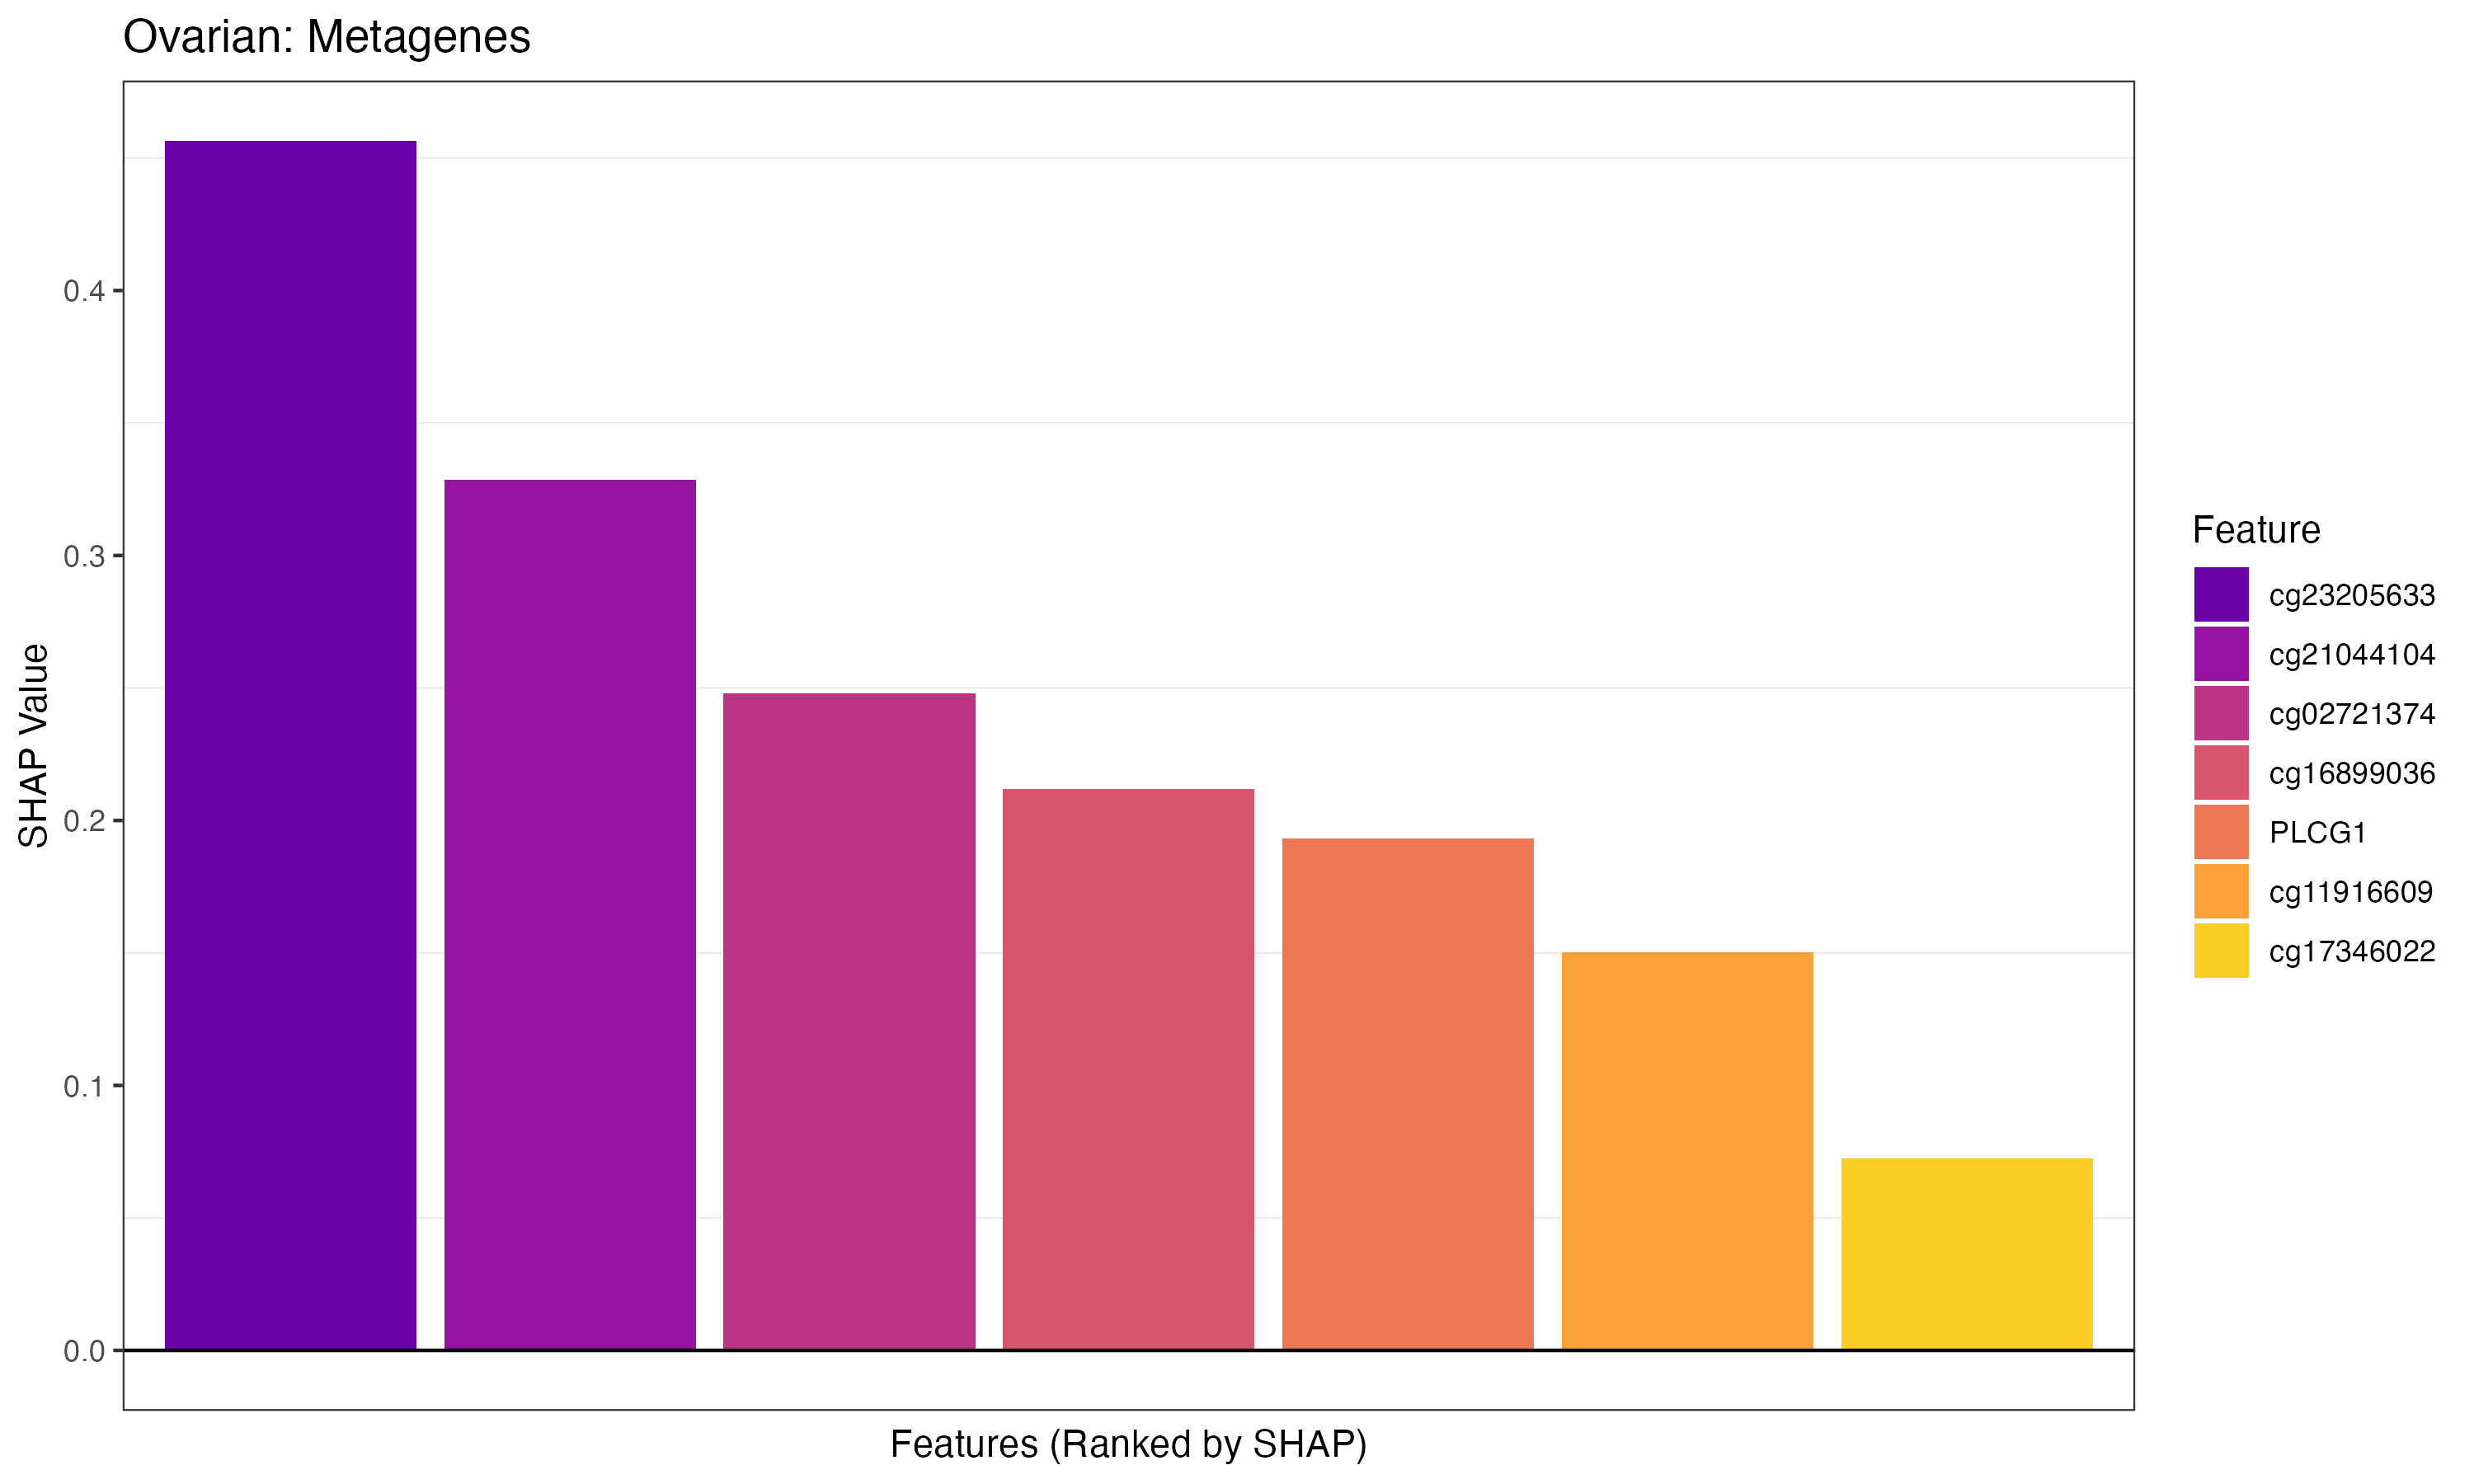 Ovarian: Metagenes
SHAP Value
0.4
0.3
0.2
0.1
0.0
Features (Ranked by SHAP)
Feature
cg23205633
cg21044104
cg02721374
cg16899036
PLCG1
cg11916609
cg17346022